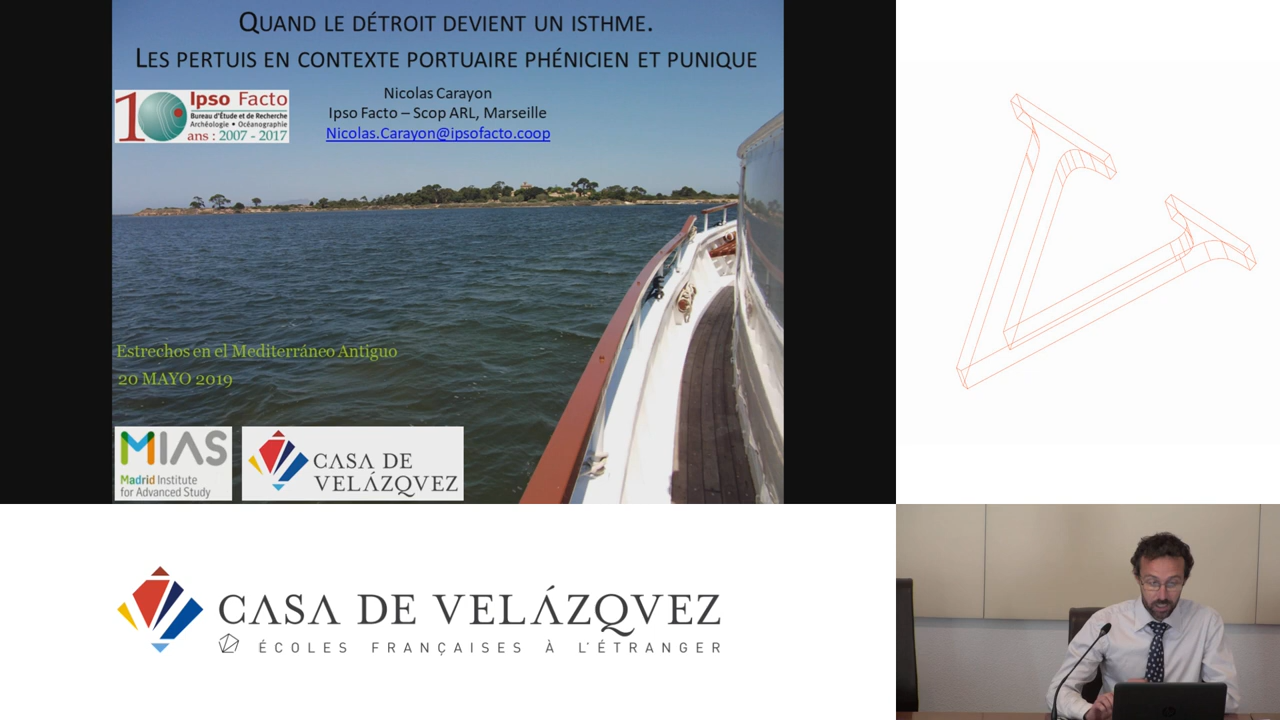 QUAND LE DÉTROIT DEVIENT UN ISTHME.
LES PERTUIS EN CONTEXTE PORTUAIRE PHÉNICIEN ET PUNIQUE
Nicolas Carayon
Ipso Facto – Scop ARL, Marseille
Nicolas.Carayon@ipsofacto.coop
10 Ipso Facto
Bureau d'Étude et de Recherche
Archéologie • Océanographie
ans : 2007 - 2017
Estrechos en el Mediterráneo Antiguo
20 MAYO 2019
MIAS
Madrid Institute
for Advanced Study
CASA DE
VELÁZQVEZ
CASA DE VELÁZQVEZ
ÉCOLES FRANÇAISES À L'ÉTRANGER